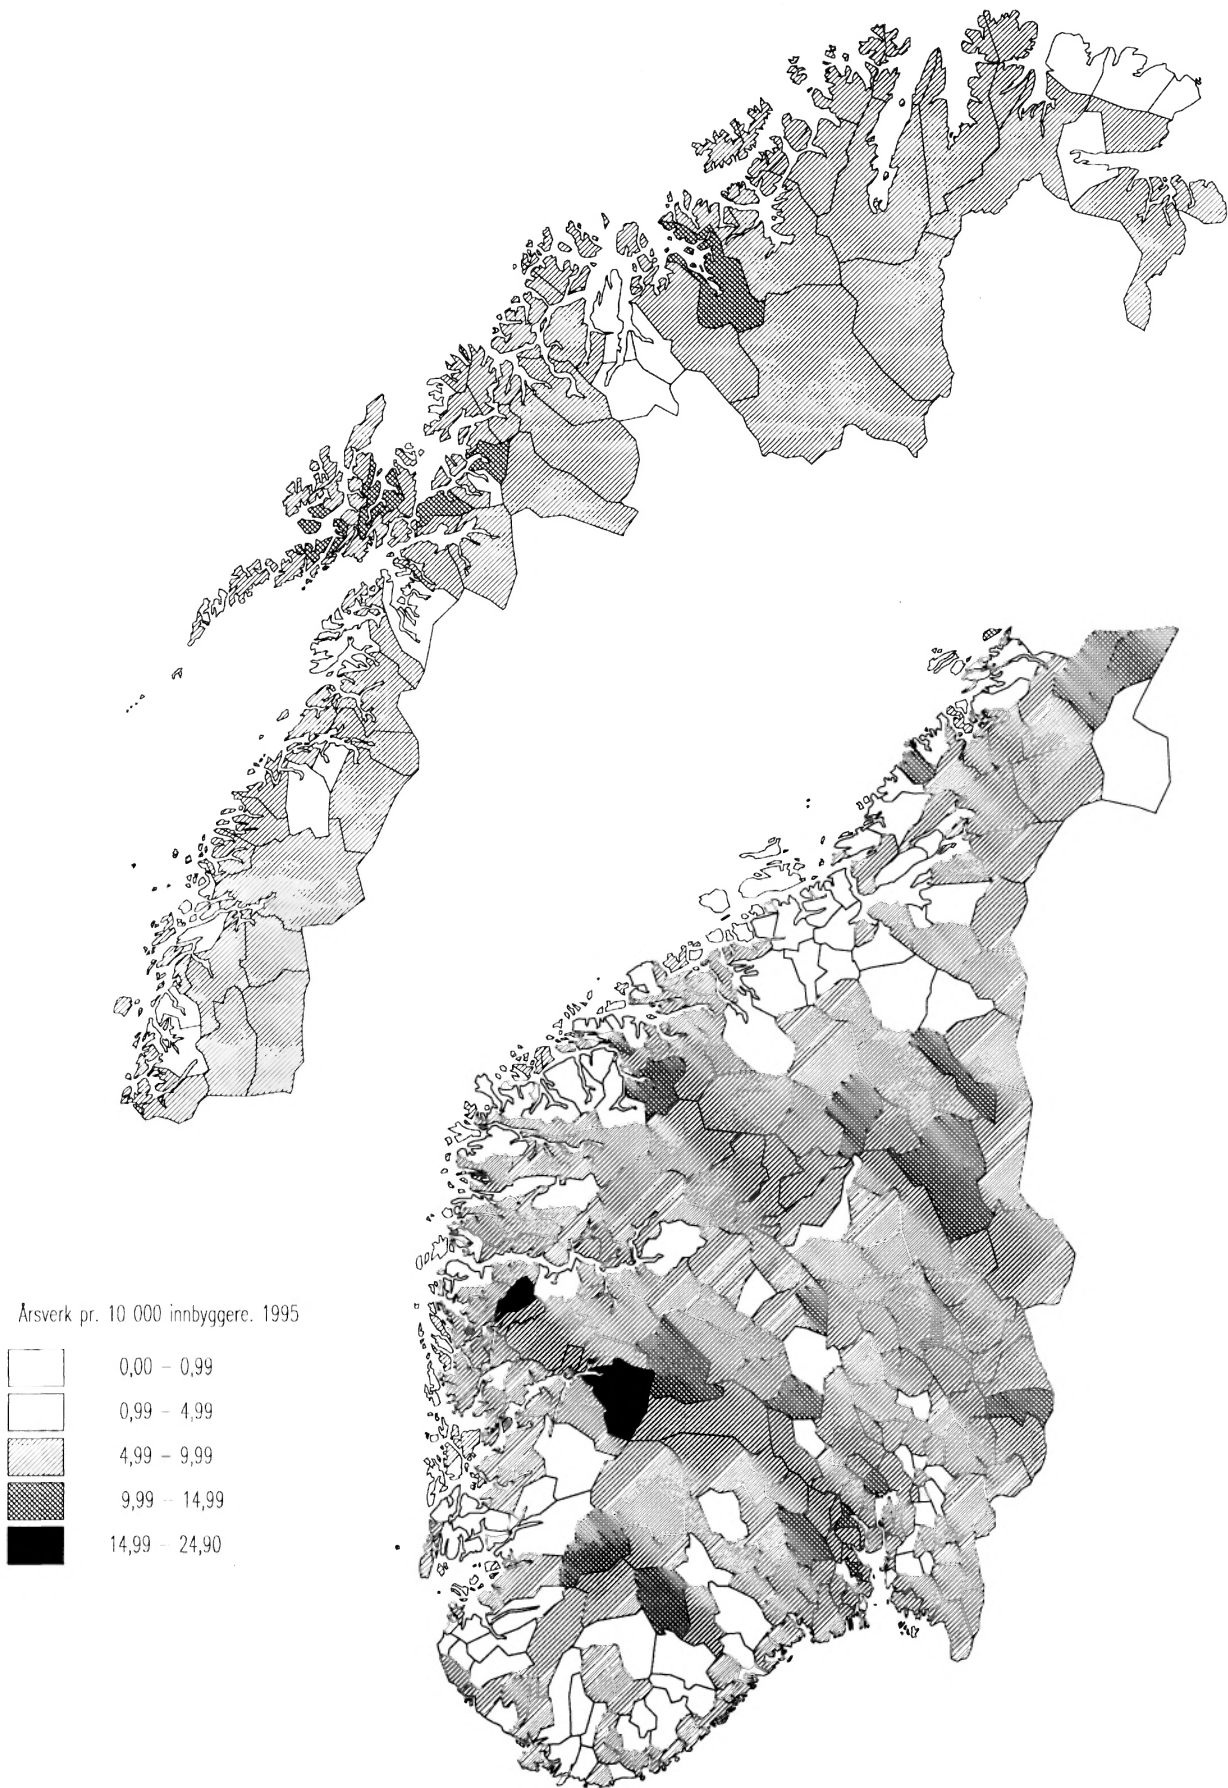 Årsverk pr. 10 000 innbyggere. 1995
0,00 – 0,99
0,99 – 4,99
4,99 – 9,99
9,99 – 14,99
14,99 – 24,90